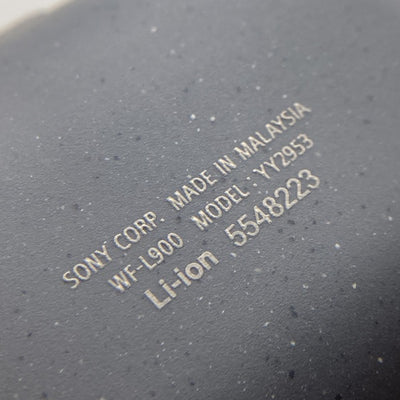 SONY CORP. MADE IN MALAYSIA
WF-L900 MODEL: YY2953
Li-ion 5548223